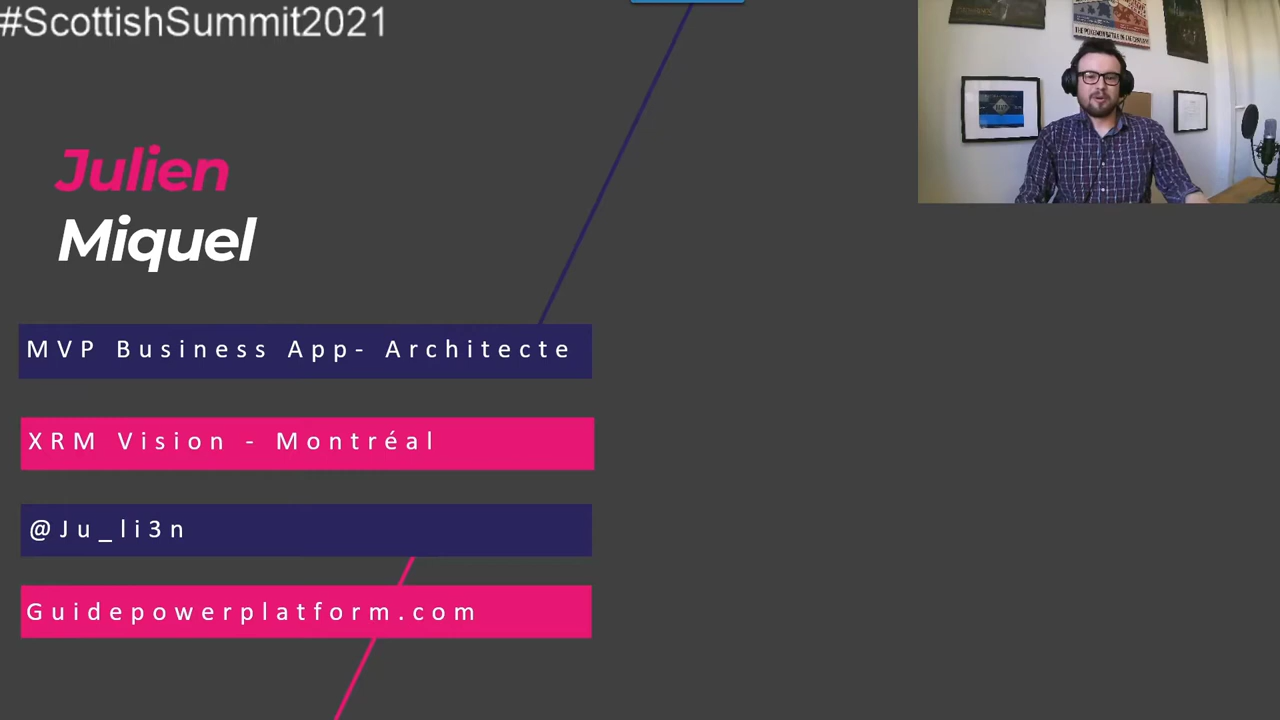 #ScottishSummit2021
Julien
Miquel
MVP Business App- Architecte
XRM Vision - Montréal
@Ju_li3n
Guidepowerplatform.com